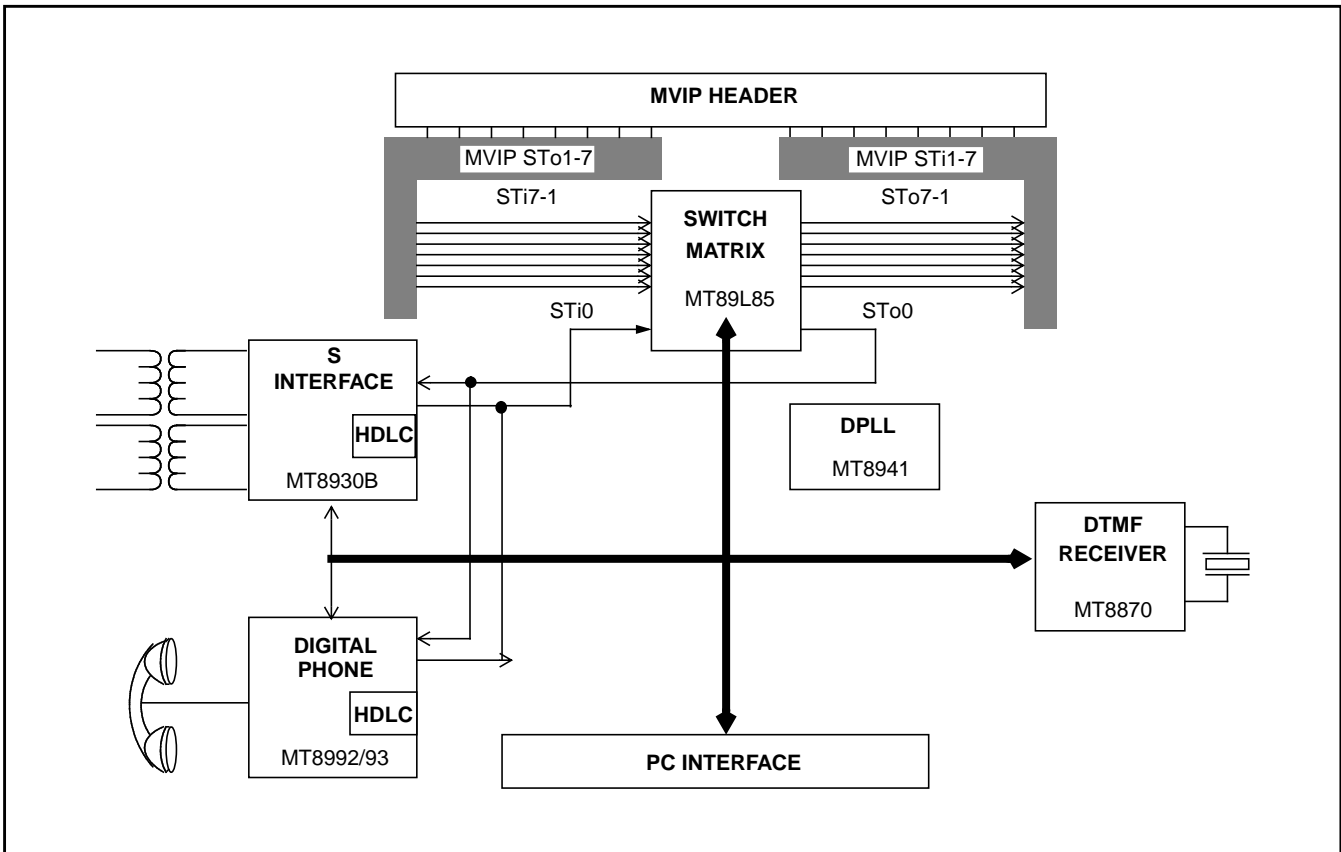 MVIP HEADER
MVIP STo1-7
MVIP STi1-7
STi7-1
STo7-1
SWITCH
MATRIX
MT89L85
STi0
STo0
S
INTERFACE
HDLC
MT8930B
DPLL
MT8941
DTMF
RECEIVER
MT8870
DIGITAL
PHONE
HDLC
MT8992/93
PC INTERFACE